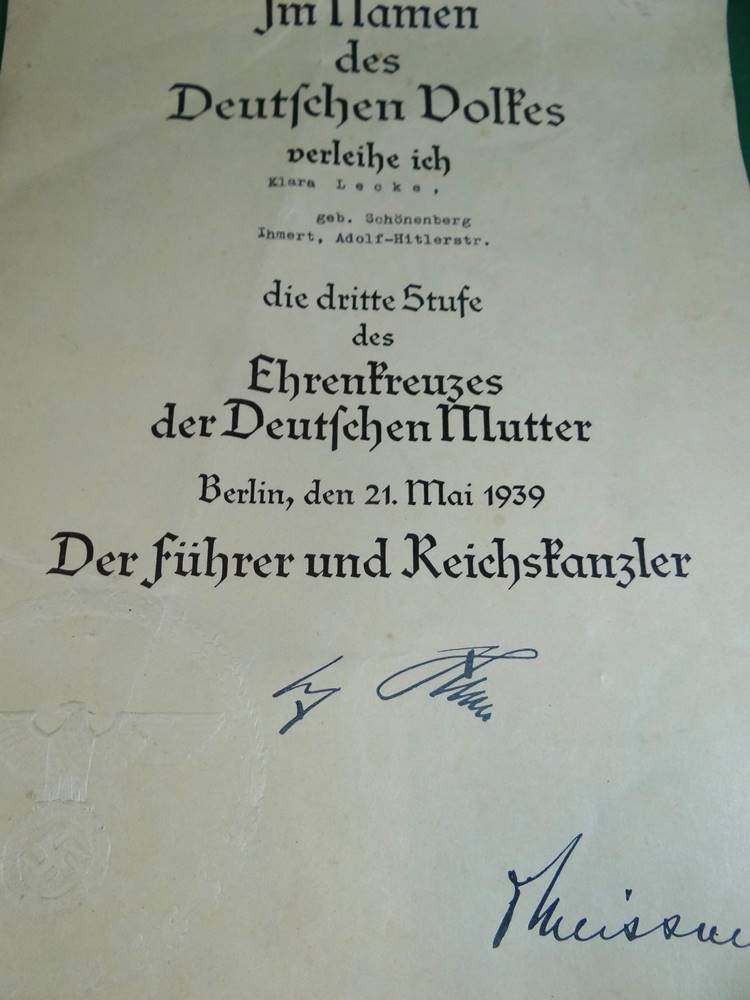 Im Namen
des
Deutschen Volkes
verleihe ich
Klara Lecke,
geb. Schönenberg
Ihmert, Adolf-Hitlerstr.
die dritte Stufe
des
Ehrenkreuzes
der Deutschen Mutter
Berlin, den 21. Mai 1939
Der Führer und Reichskanzler